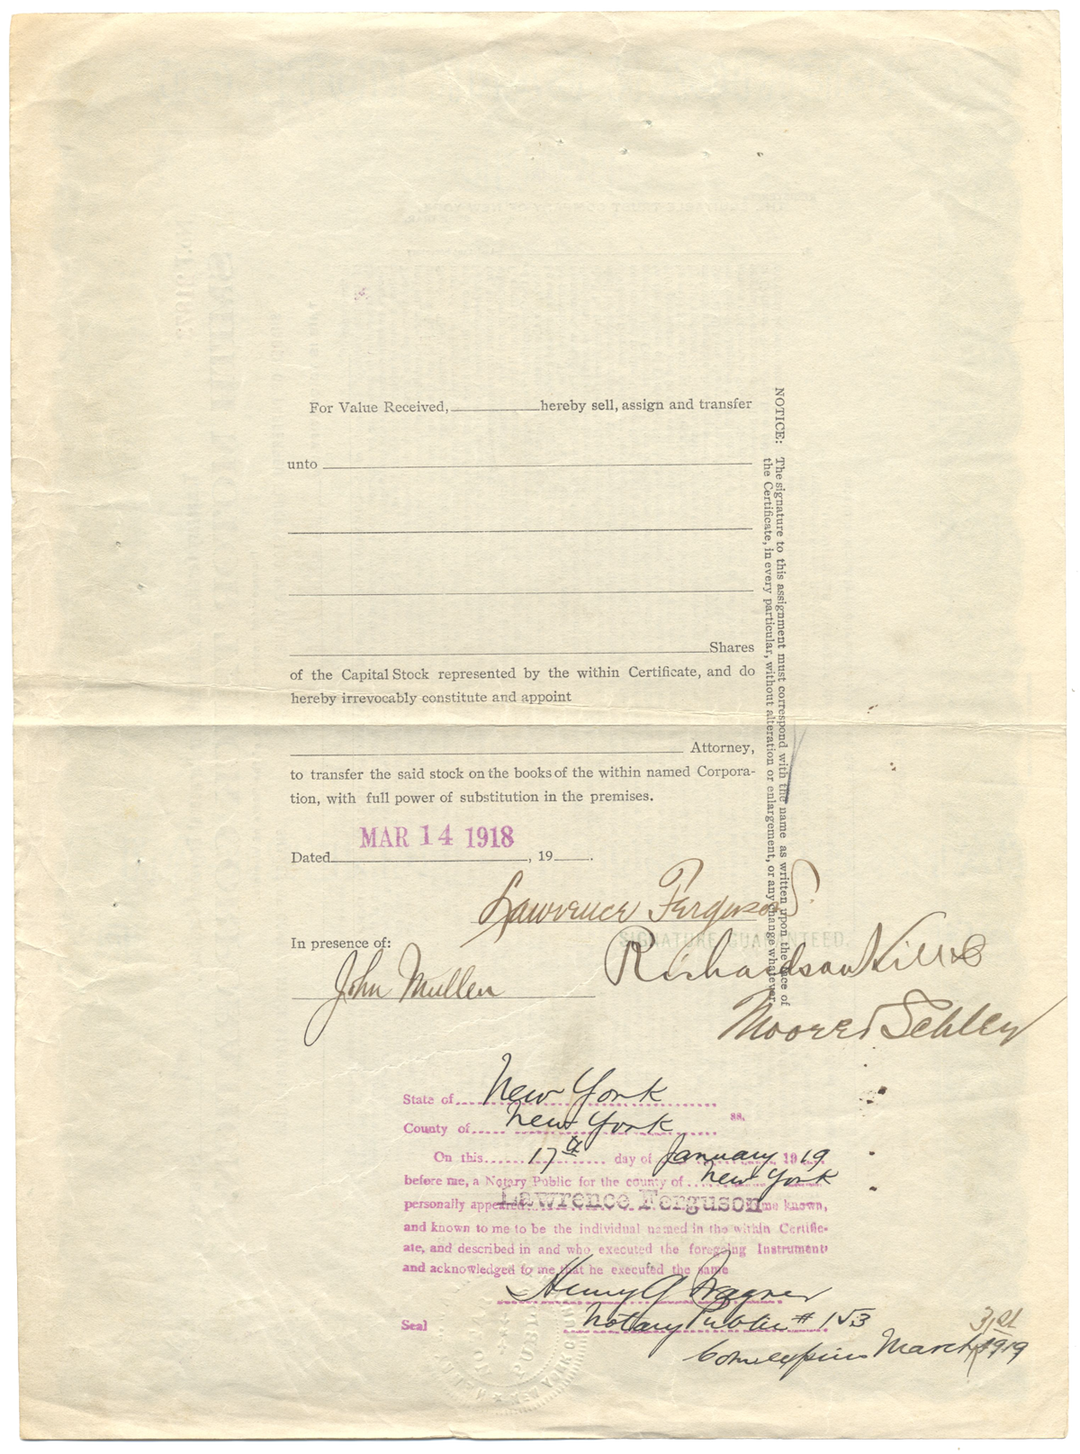 For Value Received, hereby sell, assign and transfer
unto
Shares
of the Capital Stock represented by the within Certificate, and do
hereby irrevocably constitute and appoint
Attorney,
to transfer the said stock on the books of the within named Corpora-
tion, with full power of substitution in the premises.
MAR 14 1918
Dated , 19 .
Lawrence Ferguson
In presence of:
SIGNATURE GUARANTEED.
John Mullen
Richardson Hill & Co
Moore & Schley
NOTICE: The signature to this assignment must correspond with the name as written upon the face of
the Certificate, in every particular, without alteration or enlargement, or any change whatever.
State of New York
ss.
County of New York
On this 17th day of January 1919
before me, a Notary Public for the county of New York
personally appeared Lawrence Ferguson me known,
and known to me to be the individual named in the within Certific-
ate, and described in and who executed the foregoing Instrument
and acknowledged to me that he executed the same
Henry A Wagner
Seal
Notary Public # 153
Com expires March 31st 1919